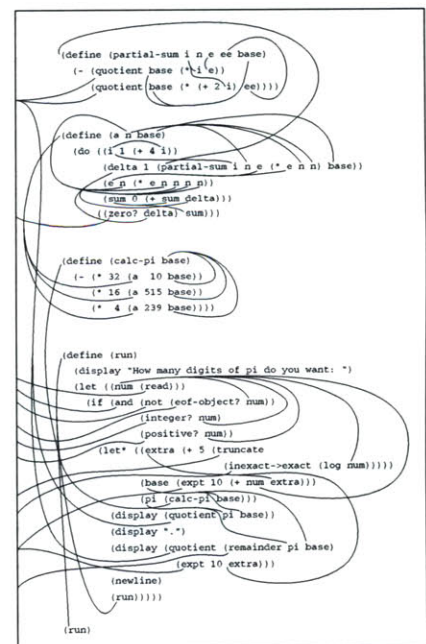 (define (partial-sum i n e ee base)
(- (quotient base (* i e))
(quotient base (* (+ 2 i) ee))))
(define (a n base)
(do ((i 1 (+ 4 i))
(delta 1 (partial-sum i n e (* e n n) base))
(e n (* e n n n n))
(sum 0 (+ sum delta)))
((zero? delta) sum)))
(define (calc-pi base)
(- (* 32 (a 10 base))
(* 16 (a 515 base))
(* 4 (a 239 base))))
(define (run)
(display "How many digits of pi do you want: ")
(let ((num (read)))
(if (and (not (eof-object? num))
(integer? num)
(positive? num))
(let* ((extra (+ 5 (truncate
(inexact->exact (log num)))))
(base (expt 10 (+ num extra)))
(pi (calc-pi base)))
(display (quotient pi base))
(display ".")
(display (quotient (remainder pi base)
(expt 10 extra)))
(newline)
(run)))))
(run)